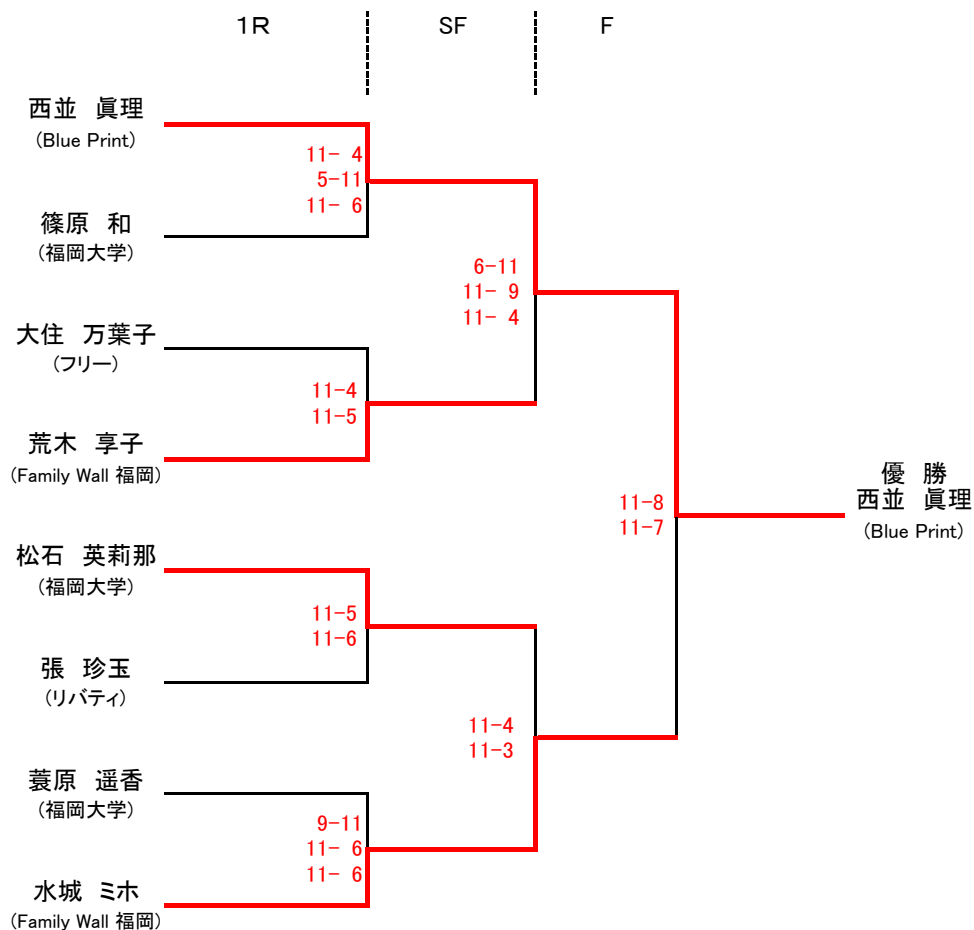 1R SF F
西並 眞理
(Blue Print)
11- 4
5-11
11- 6
篠原 和
(福岡大学)
6-11
11- 9
11- 4
大住 万葉子
(フリー)
11-4
11-5
荒木 享子
(Family Wall 福岡)
優 勝
西並 眞理
(Blue Print)
11-8
11-7
松石 英莉那
(福岡大学)
11-5
11-6
張 珍玉
(リバティ)
11-4
11-3
蓑原 遥香
(福岡大学)
9-11
11- 6
11- 6
水城 ミホ
(Family Wall 福岡)